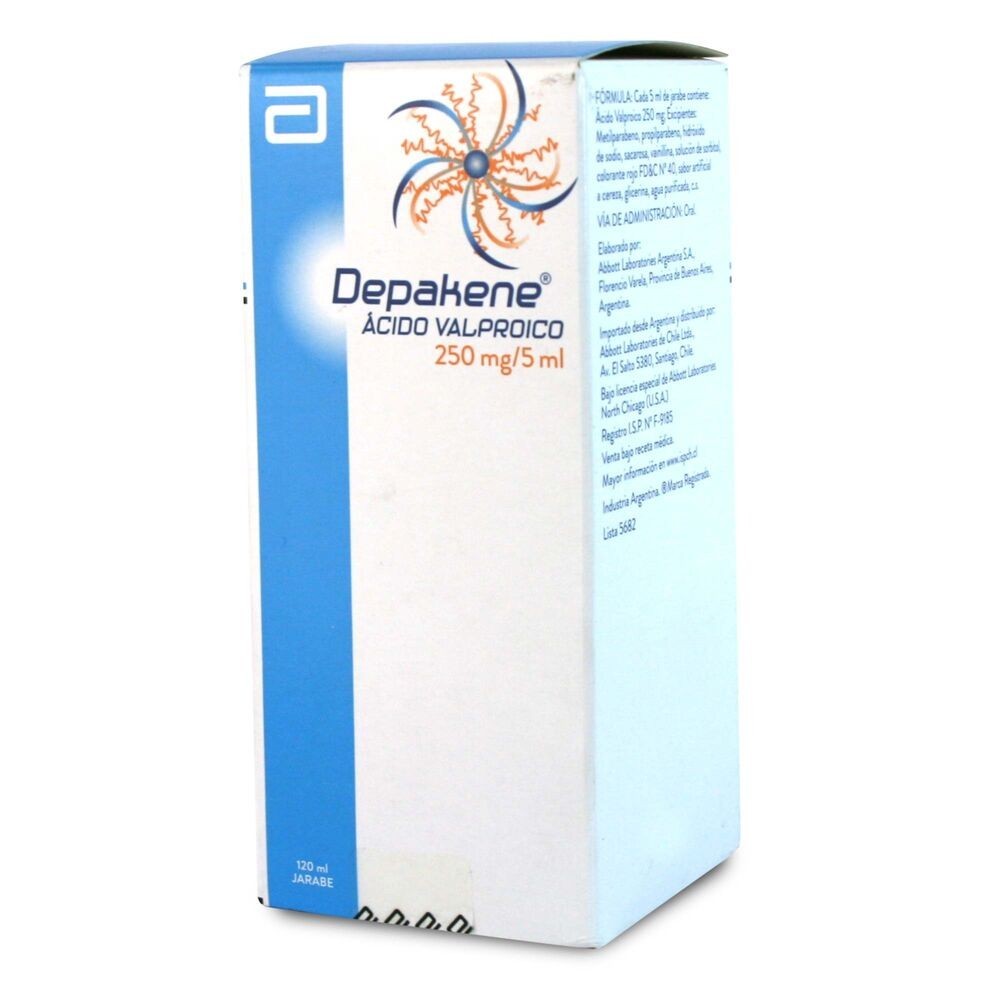 Depakene®
ÁCIDO VALPROICO
250 mg/5 ml
120 ml
JARABE
FÓRMULA: Cada 5 ml de jarabe contiene:
Ácido Valproico 250 mg; Excipientes:
Metilparabeno, propilparabeno, hidróxido
de sodio, sacarosa, vainillina, solución de sorbitol,
colorante rojo FD&C Nº 40, sabor artificial
a cereza, glicerina, agua purificada, c.s.
VÍA DE ADMINISTRACIÓN: Oral.
Elaborado por:
Abbott Laboratories Argentina S.A.,
Florencio Varela, Provincia de Buenos Aires,
Argentina.
Importado desde Argentina y distribuido por:
Abbott Laboratories de Chile Ltda.,
Av. El Salto 5380, Santiago, Chile.
Bajo licencia especial de Abbott Laboratories
North Chicago (U.S.A.)
Registro I.S.P. Nº F-9185
Venta bajo receta médica.
Mayor información en www.ispch.cl
Industria Argentina. ®Marca Registrada.
Lista 5682